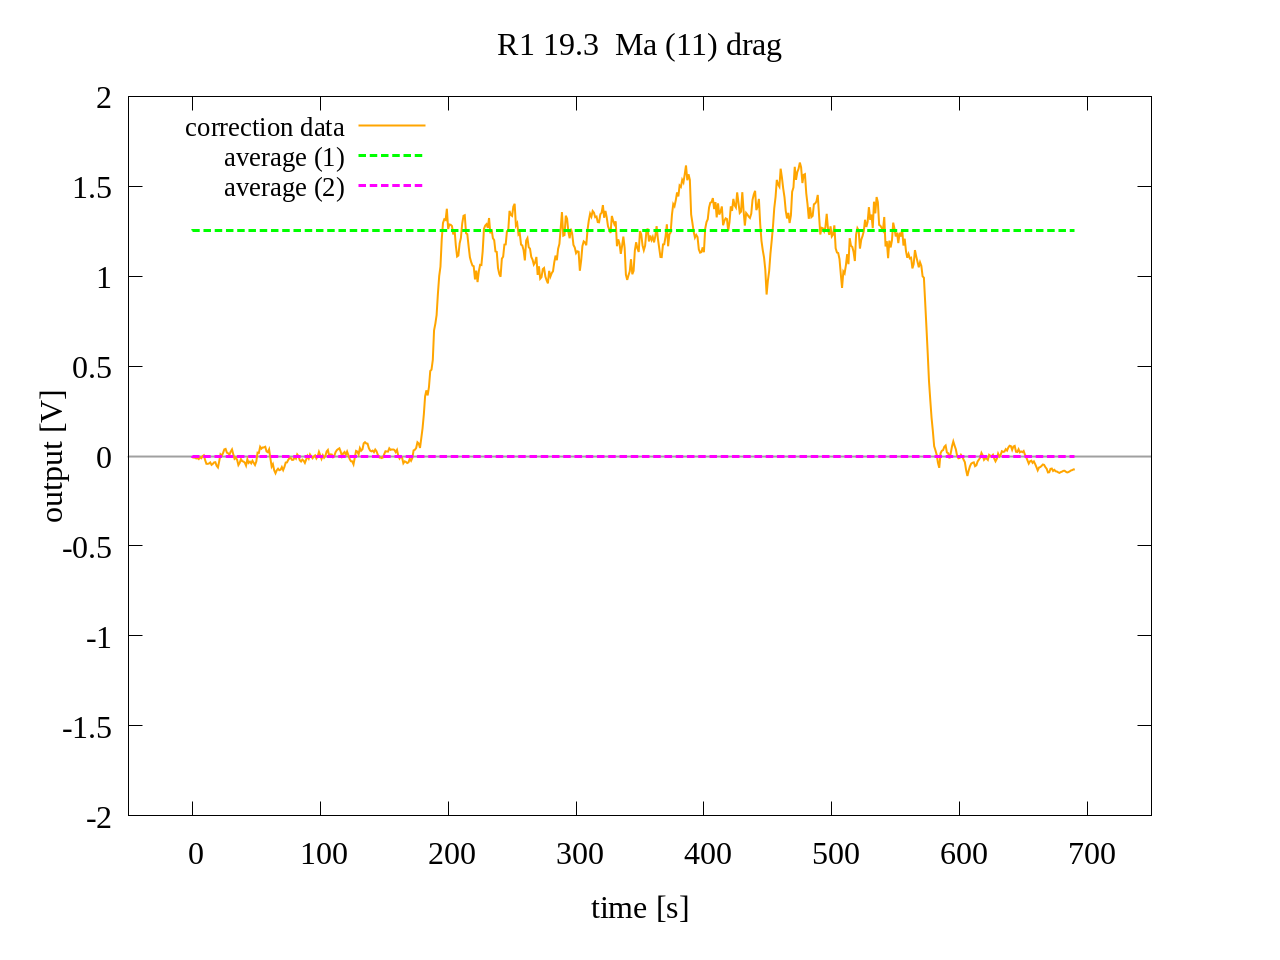 R1 19.3  Ma (11) drag
correction data
average (1)
average (2)
2
1.5
1
0.5
0
-0.5
-1
-1.5
-2
output [V]
0 100 200 300 400 500 600 700
time [s]